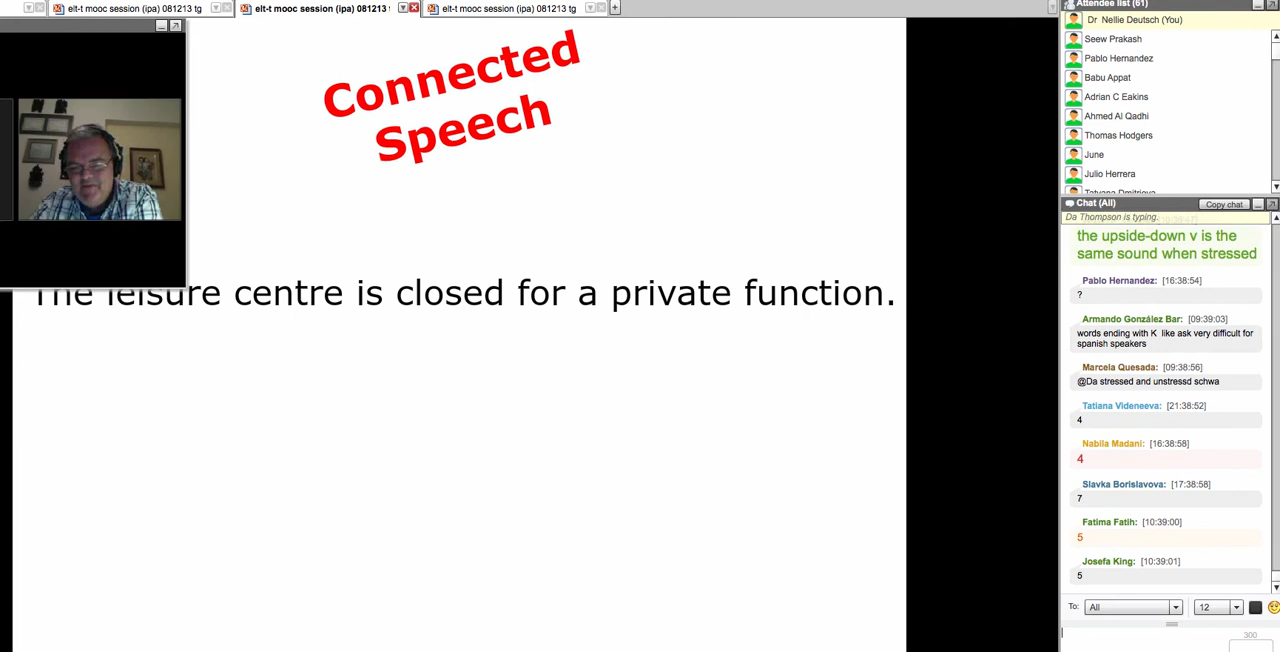 elt-t mooc session (ipa) 081213 tg
elt-t mooc session (ipa) 081213
elt-t mooc session (ipa) 081213 tg
Connected
Speech
The leisure centre is closed for a private function.
Attendee list (61)
Dr Nellie Deutsch (You)
Seew Prakash
Pablo Hernandez
Babu Appat
Adrian C Eakins
Ahmed Al Qadhi
Thomas Hodgers
June
Julio Herrera
Tatyana Dmitrieva
Chat (All)
Copy chat
Da Thompson is typing.
the upside-down v is the
same sound when stressed
Pablo Hernandez: [16:38:54]
?
Armando González Bar: [09:39:03]
words ending with K like ask very difficult for
spanish speakers
Marcela Quesada: [09:38:56]
@Da stressed and unstressd schwa
Tatiana Videneeva: [21:38:52]
4
Nabila Madani: [16:38:58]
4
Slavka Borislavova: [17:38:58]
7
Fatima Fatih: [10:39:00]
5
Josefa King: [10:39:01]
5
To: All 12
300